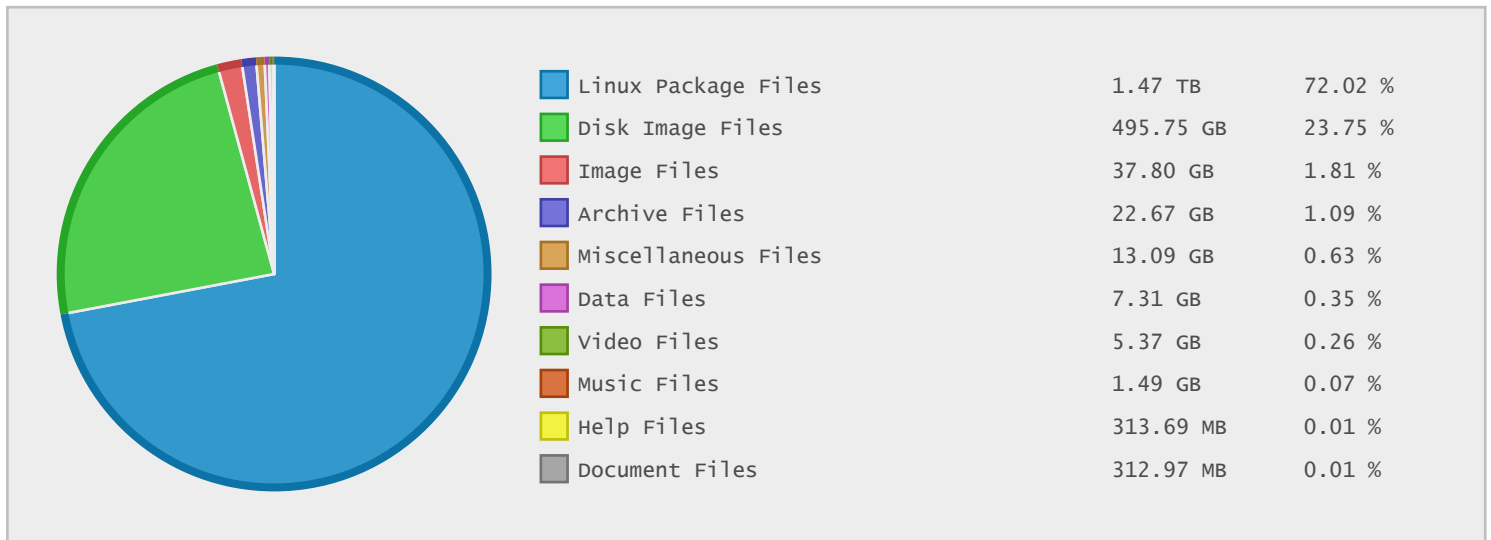 Linux Package Files 1.47 TB 72.02 %
Disk Image Files 495.75 GB 23.75 %
Image Files 37.80 GB 1.81 %
Archive Files 22.67 GB 1.09 %
Miscellaneous Files 13.09 GB 0.63 %
Data Files 7.31 GB 0.35 %
Video Files 5.37 GB 0.26 %
Music Files 1.49 GB 0.07 %
Help Files 313.69 MB 0.01 %
Document Files 312.97 MB 0.01 %